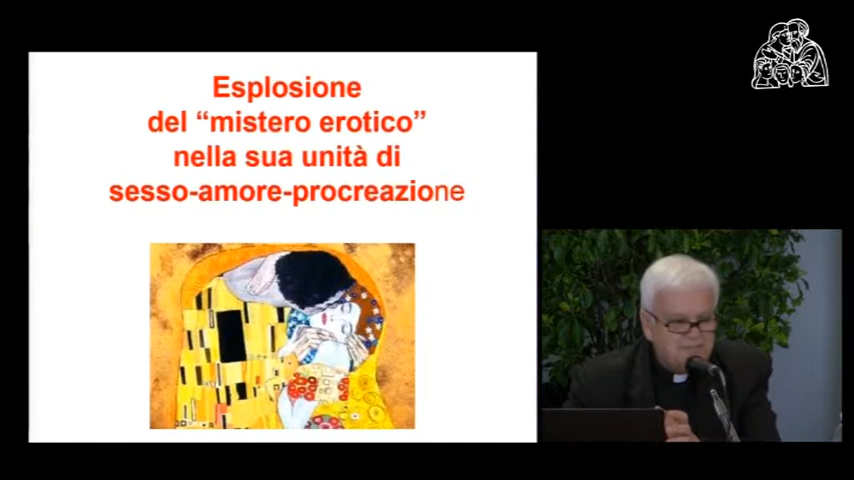 Esplosione
del “mistero erotico”
nella sua unità di
sesso-amore-procreazione